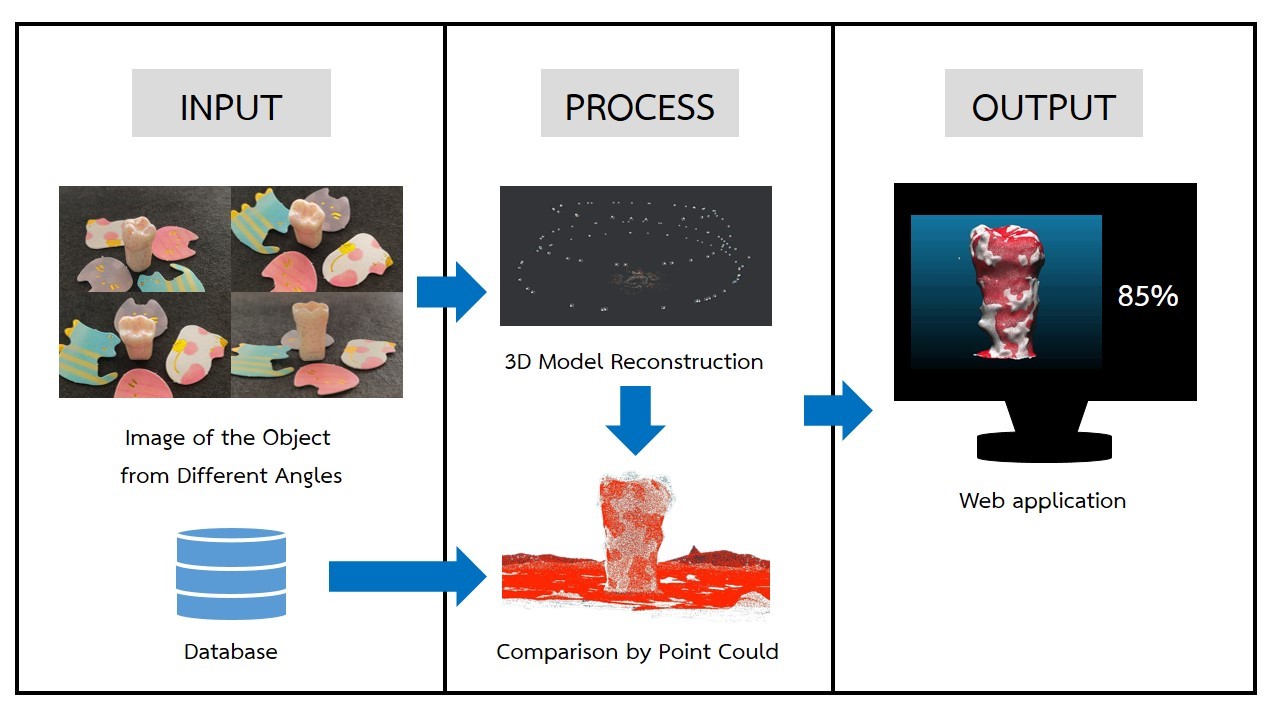 INPUT
PROCESS
OUTPUT
Image of the Object
from Different Angles
Database
3D Model Reconstruction
Comparison by Point Could
85%
Web application